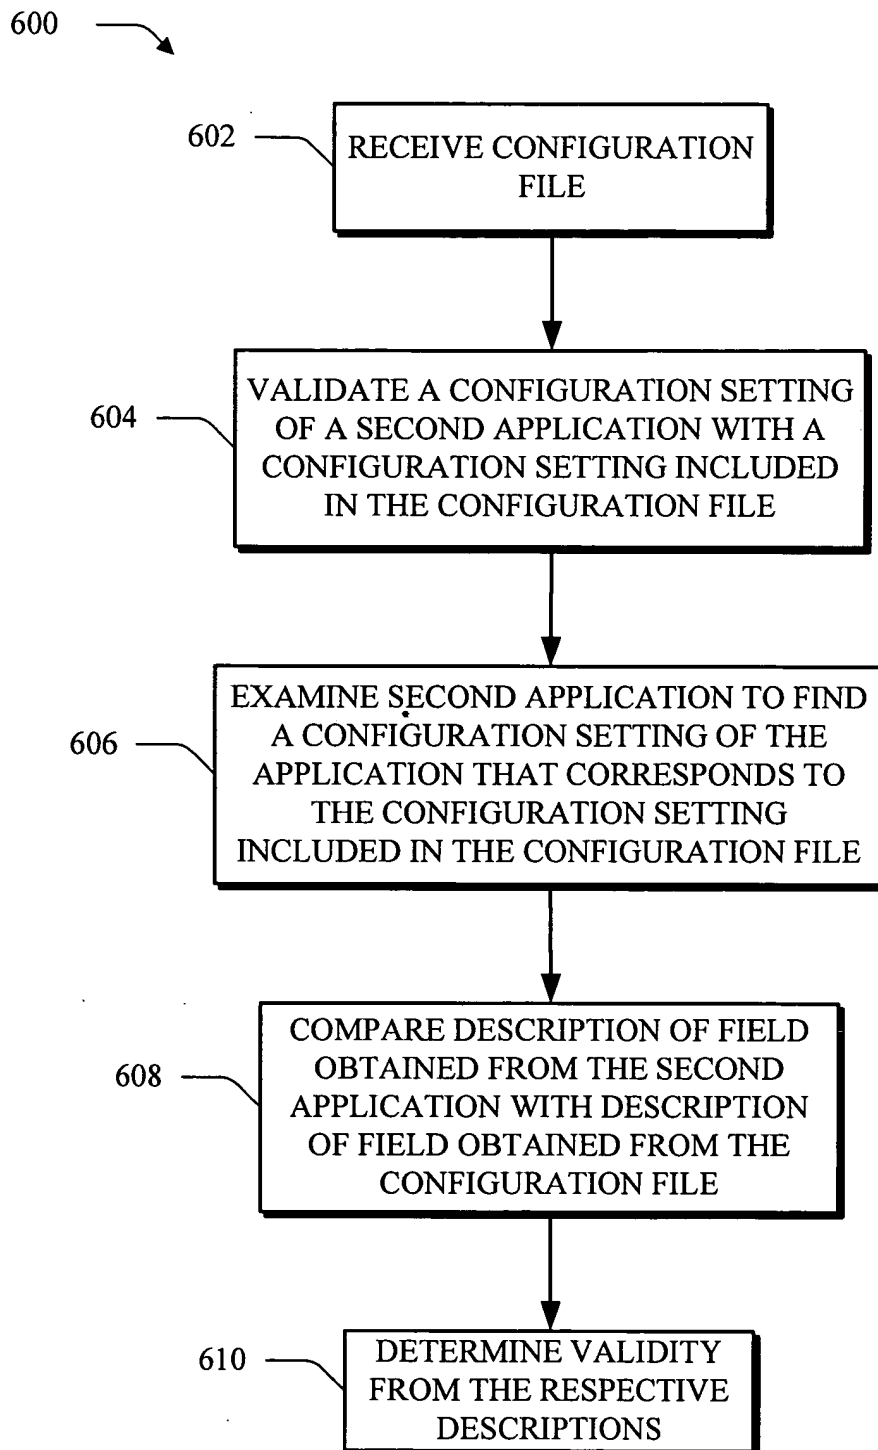 600
602
RECEIVE CONFIGURATION
FILE
604
VALIDATE A CONFIGURATION SETTING
OF A SECOND APPLICATION WITH A
CONFIGURATION SETTING INCLUDED
IN THE CONFIGURATION FILE
606
EXAMINE SECOND APPLICATION TO FIND
A CONFIGURATION SETTING OF THE
APPLICATION THAT CORRESPONDS TO
THE CONFIGURATION SETTING
INCLUDED IN THE CONFIGURATION FILE
608
COMPARE DESCRIPTION OF FIELD
OBTAINED FROM THE SECOND
APPLICATION WITH DESCRIPTION
OF FIELD OBTAINED FROM THE
CONFIGURATION FILE
610
DETERMINE VALIDITY
FROM THE RESPECTIVE
DESCRIPTIONS